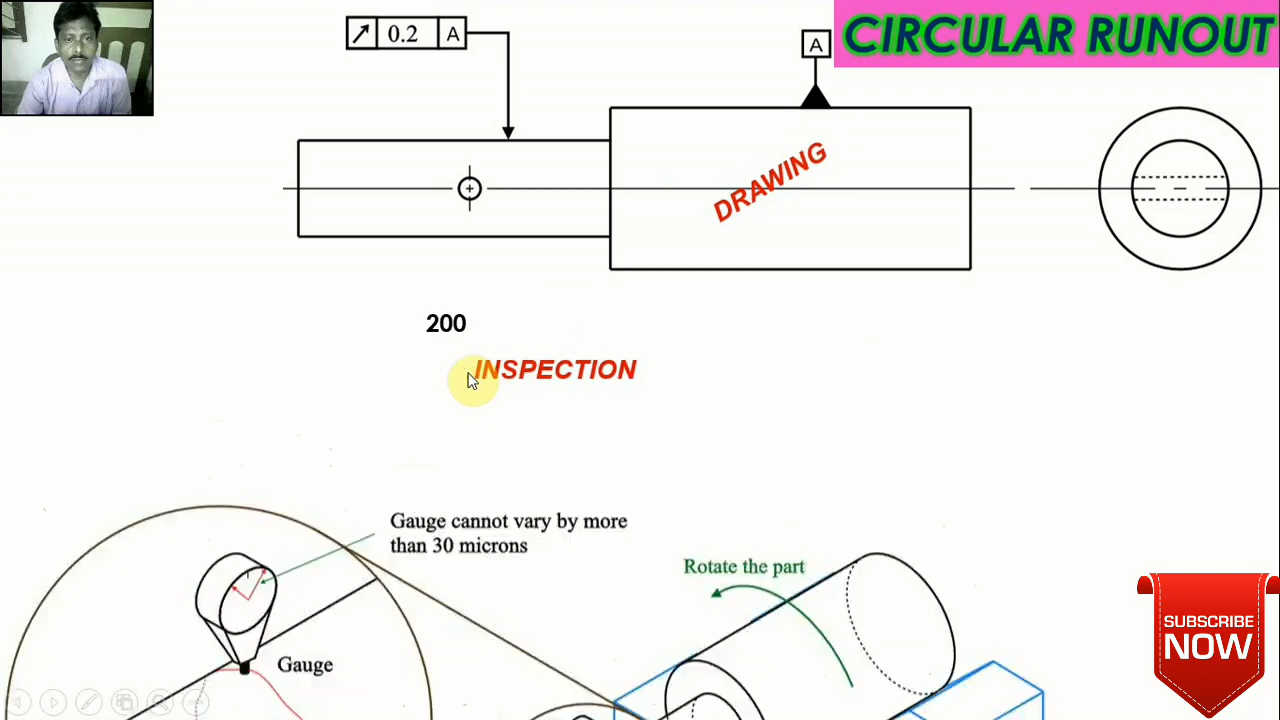 CIRCULAR RUNOUT
0.2 A
A
DRAWING
200
INSPECTION
Gauge cannot vary by more
than 30 microns
Rotate the part
Gauge
SUBSCRIBE
NOW